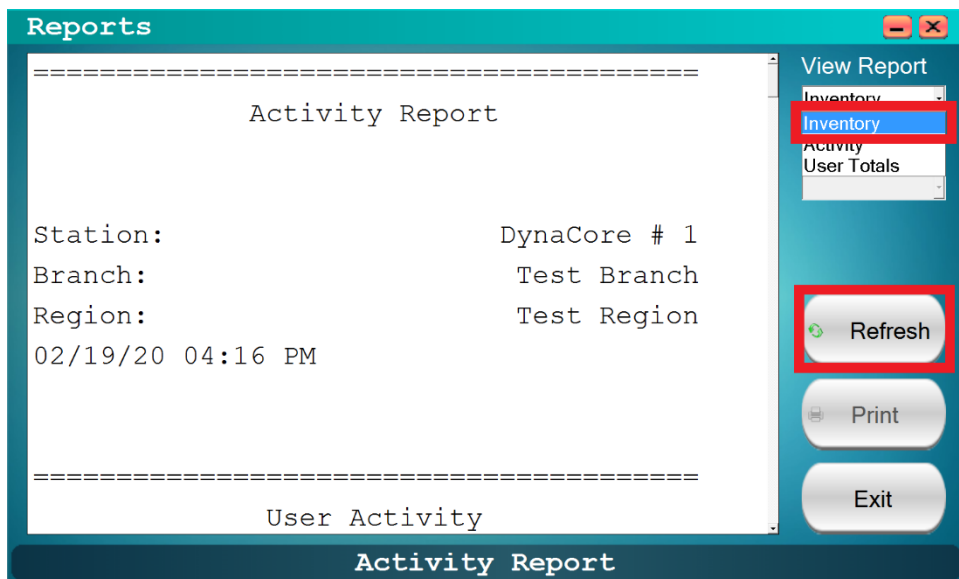 Reports
========================================
Activity Report
Station: DynaCore # 1
Branch: Test Branch
Region: Test Region
02/19/20 04:16 PM
========================================
User Activity
View Report
Inventory
Inventory
Activity
User Totals
Refresh
Print
Exit
Activity Report